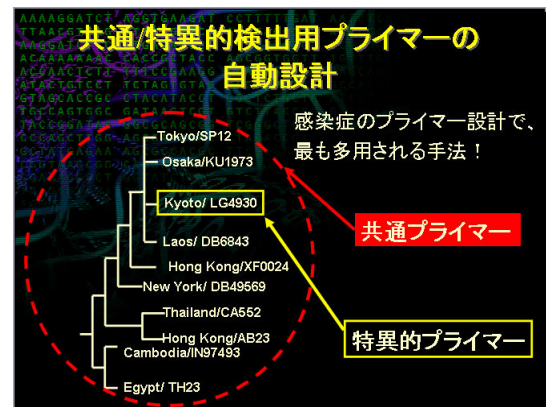 共通/特異的検出用プライマーの
自動設計
感染症のプライマー設計で、
最も多用される手法！
Tokyo/SP12
Osaka/KU1973
Kyoto/ LG4930
Laos/ DB6843
Hong Kong/XF0024
New York/ DB49569
Thailand/CA552
Hong Kong/AB23
Cambodia/IN97493
Egypt/ TH23
共通プライマー
特異的プライマー